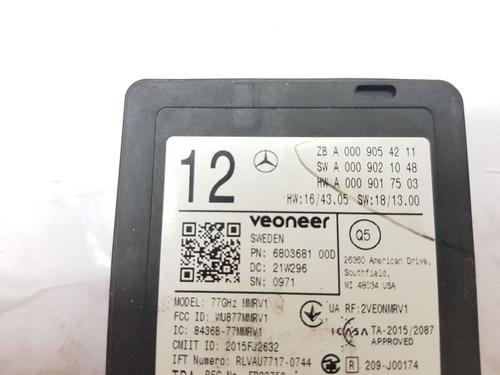 12
ZB A 000 905 42 11
SW A 000 902 10 48
HW A 000 901 75 03
HW:16/43.05 SW:18/13.00
veoneer
SWEDEN
PN: 6803681 00D
DC: 21W296
SN: 0971
Q5
26360 American Drive,
Southfield,
MI 48034 USA
MODEL: 77GHz MMRV1
FCC ID: WU877MMRV1
IC: 8436B-77MMRV1
CMIIT ID: 2015FJ2632
IFT Numero: RLVAU7717-0744
UA RF:2VEONMRV1
ICASA TA-2015/2087
APPROVED
R 209-J00174